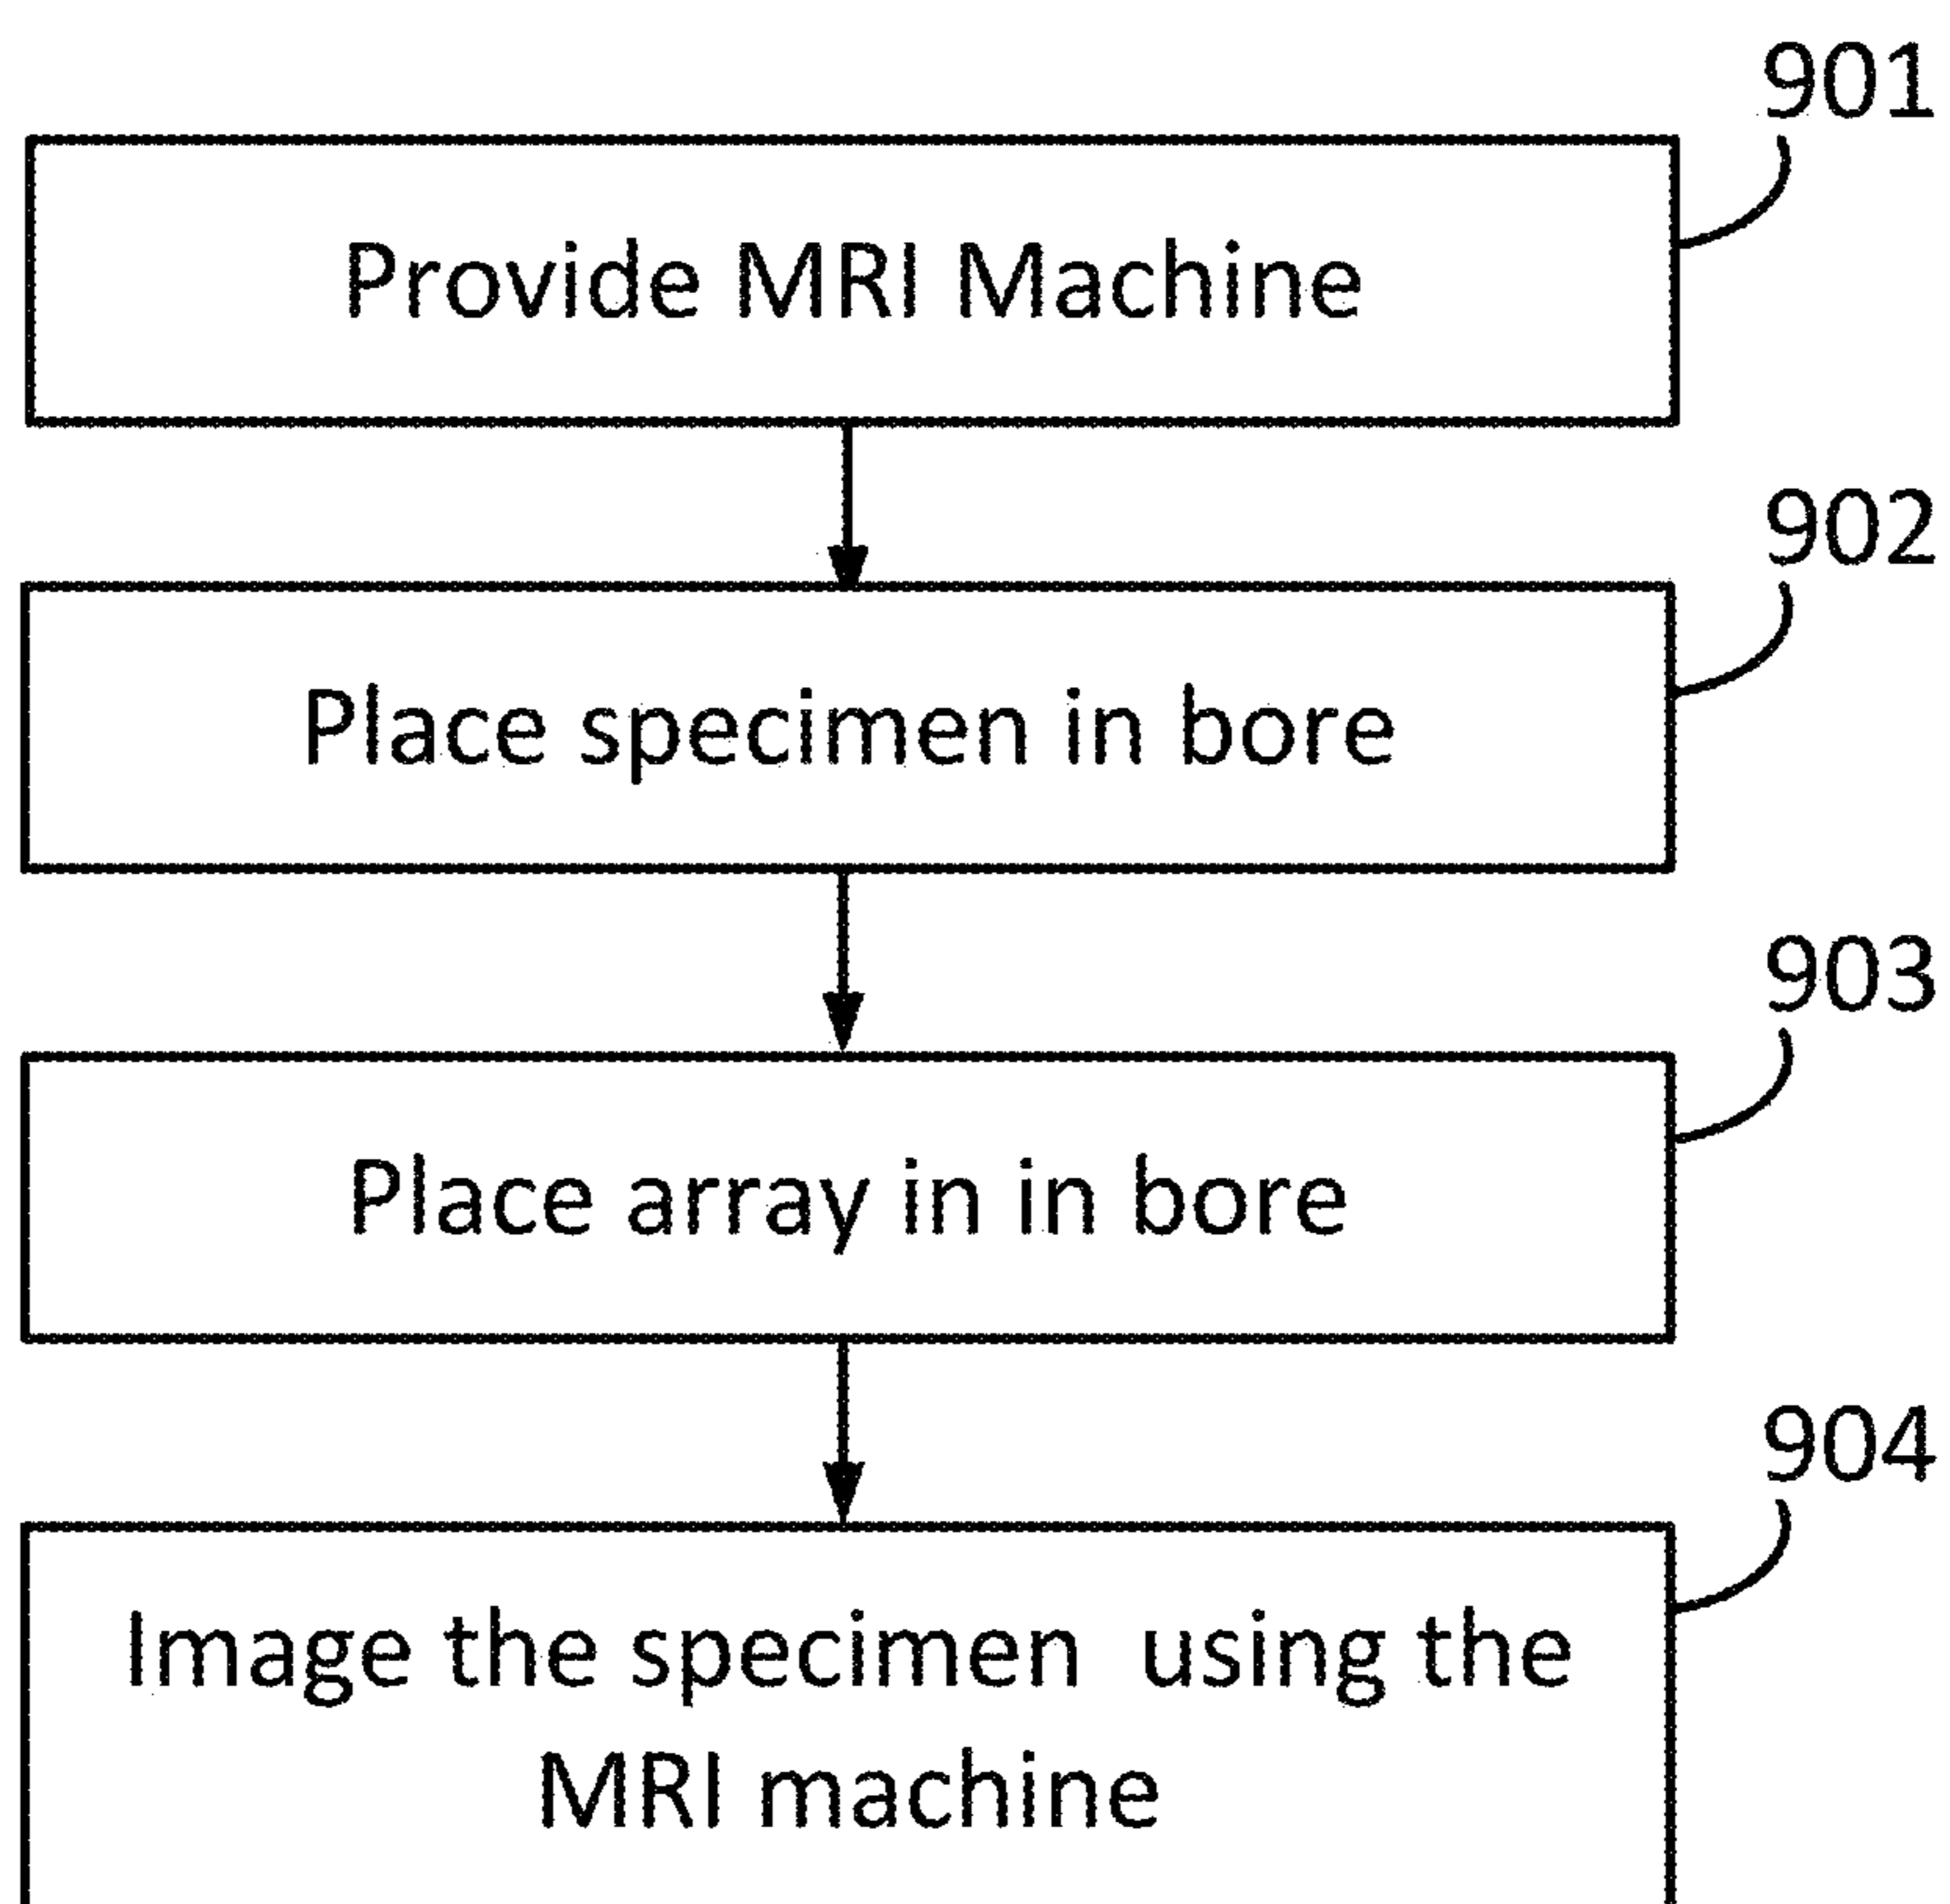 901
Provide MRI Machine
902
Place specimen in bore
903
Place array in in bore
904
Image the specimen  using the
MRI machine